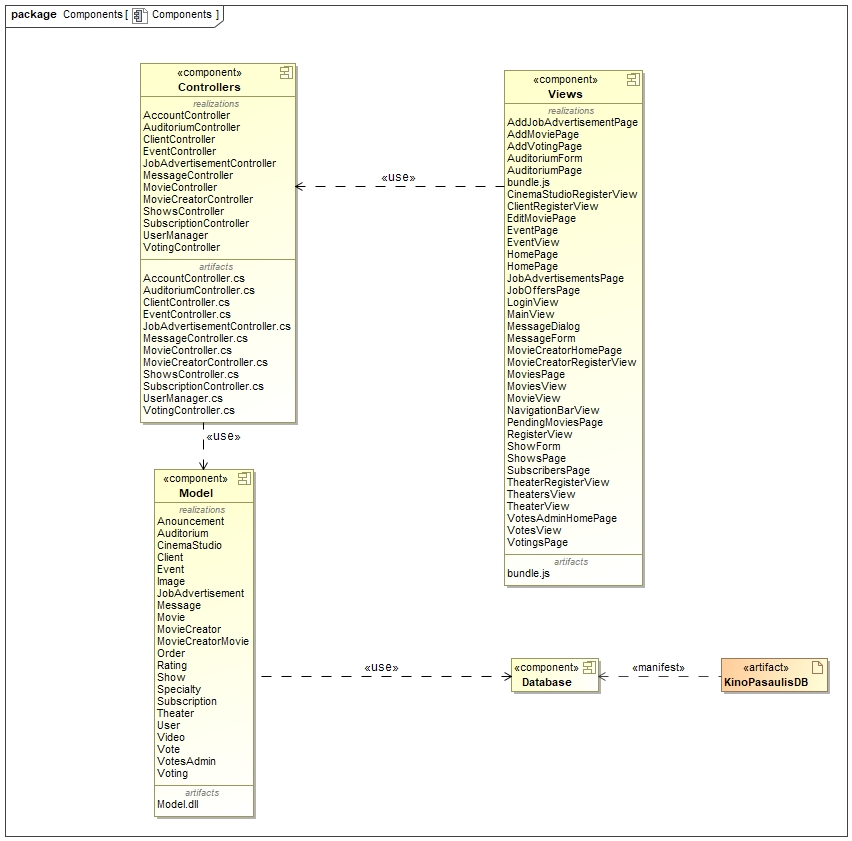 package Components [ Components ]
«component»
Controllers
realizations
AccountController
AuditoriumController
ClientController
EventController
JobAdvertisementController
MessageController
MovieController
MovieCreatorController
ShowsController
SubscriptionController
UserManager
VotingController
artifacts
AccountController.cs
AuditoriumController.cs
ClientController.cs
EventController.cs
JobAdvertisementController.cs
MessageController.cs
MovieController.cs
MovieCreatorController.cs
ShowsController.cs
SubscriptionController.cs
UserManager.cs
VotingController.cs
«use»
«component»
Views
realizations
AddJobAdvertisementPage
AddMoviePage
AddVotingPage
AuditoriumForm
AuditoriumPage
bundle.js
CinemaStudioRegisterView
ClientRegisterView
EditMoviePage
EventPage
EventView
HomePage
HomePage
JobAdvertisementsPage
JobOffersPage
LoginView
MainView
MessageDialog
MessageForm
MovieCreatorHomePage
MovieCreatorRegisterView
MoviesPage
MoviesView
MovieView
NavigationBarView
PendingMoviesPage
RegisterView
ShowForm
ShowsPage
SubscribersPage
TheaterRegisterView
TheatersView
TheaterView
VotesAdminHomePage
VotesView
VotingsPage
artifacts
bundle.js
«use»
«component»
Model
realizations
Anouncement
Auditorium
CinemaStudio
Client
Event
Image
JobAdvertisement
Message
Movie
MovieCreator
MovieCreatorMovie
Order
Rating
Show
Specialty
Subscription
Theater
User
Video
Vote
VotesAdmin
Voting
artifacts
Model.dll
«use»
«component»
Database
«manifest»
«artifact»
KinoPasaulisDB